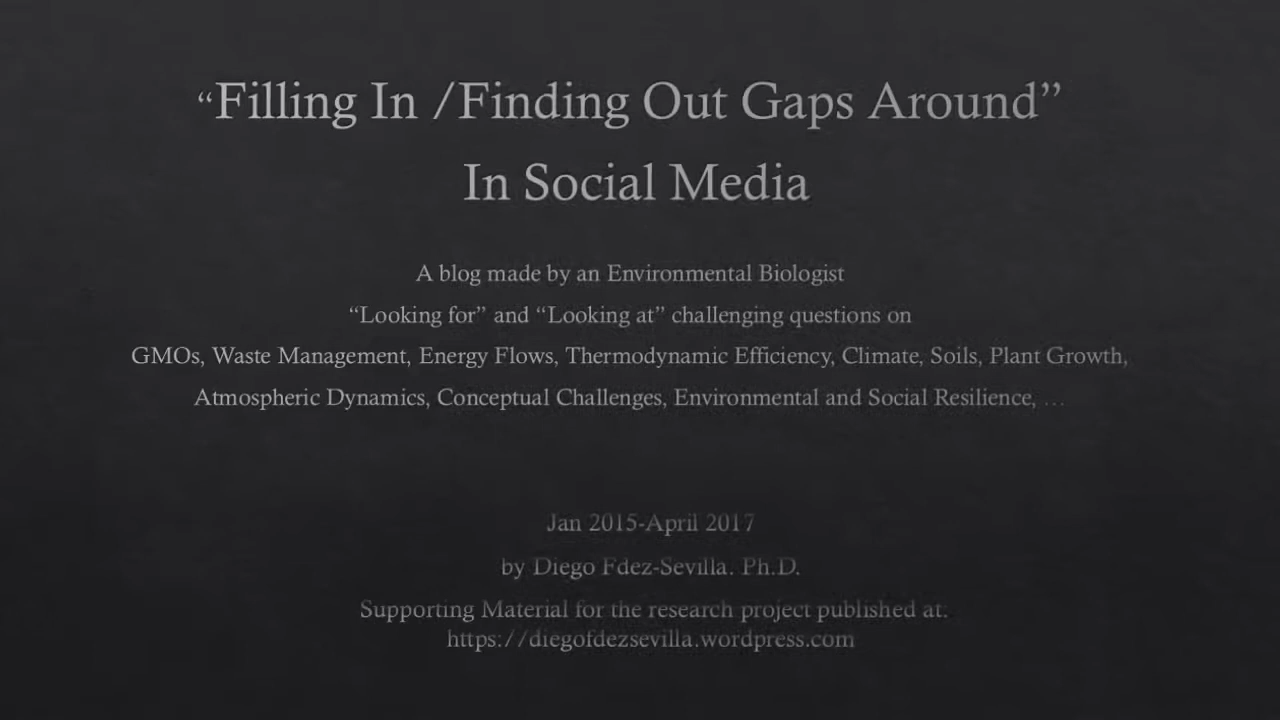 “Filling In /Finding Out Gaps Around”
In Social Media
A blog made by an Environmental Biologist
“Looking for” and “Looking at” challenging questions on
GMOs, Waste Management, Energy Flows, Thermodynamic Efficiency, Climate, Soils, Plant Growth,
Atmospheric Dynamics, Conceptual Challenges, Environmental and Social Resilience, …
Jan 2015-April 2017
by Diego Fdez-Sevilla. Ph.D.
Supporting Material for the research project published at:
https://diegofdezsevilla.wordpress.com